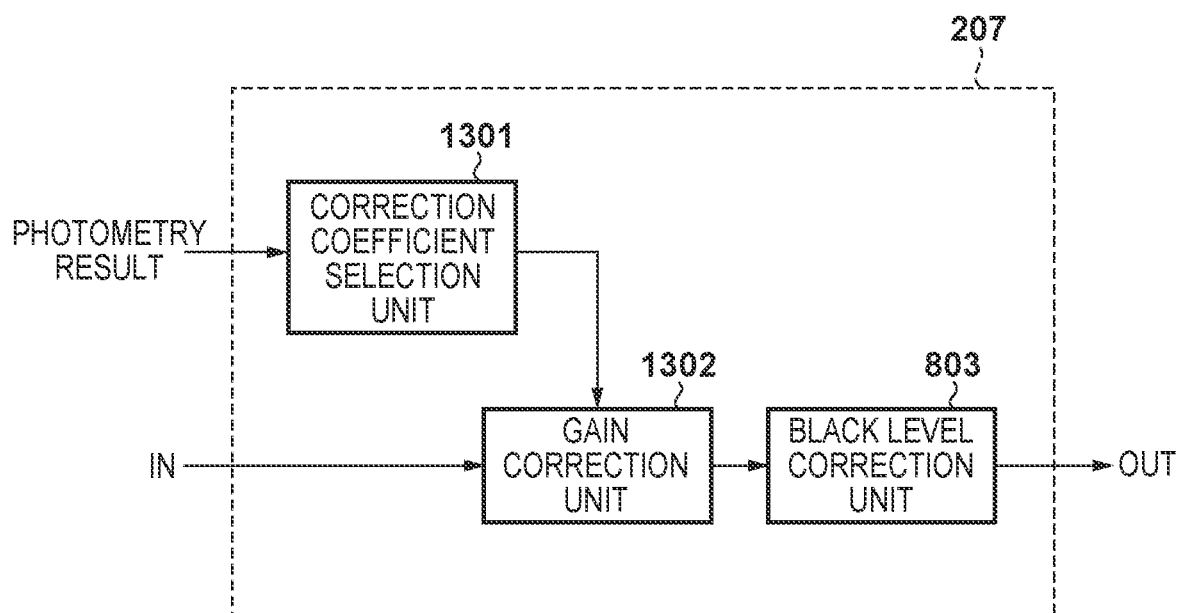 207
1301
CORRECTION
COEFFICIENT
SELECTION
UNIT
PHOTOMETRY
RESULT
1302
803
GAIN
CORRECTION
UNIT
BLACK LEVEL
CORRECTION
UNIT
IN
OUT